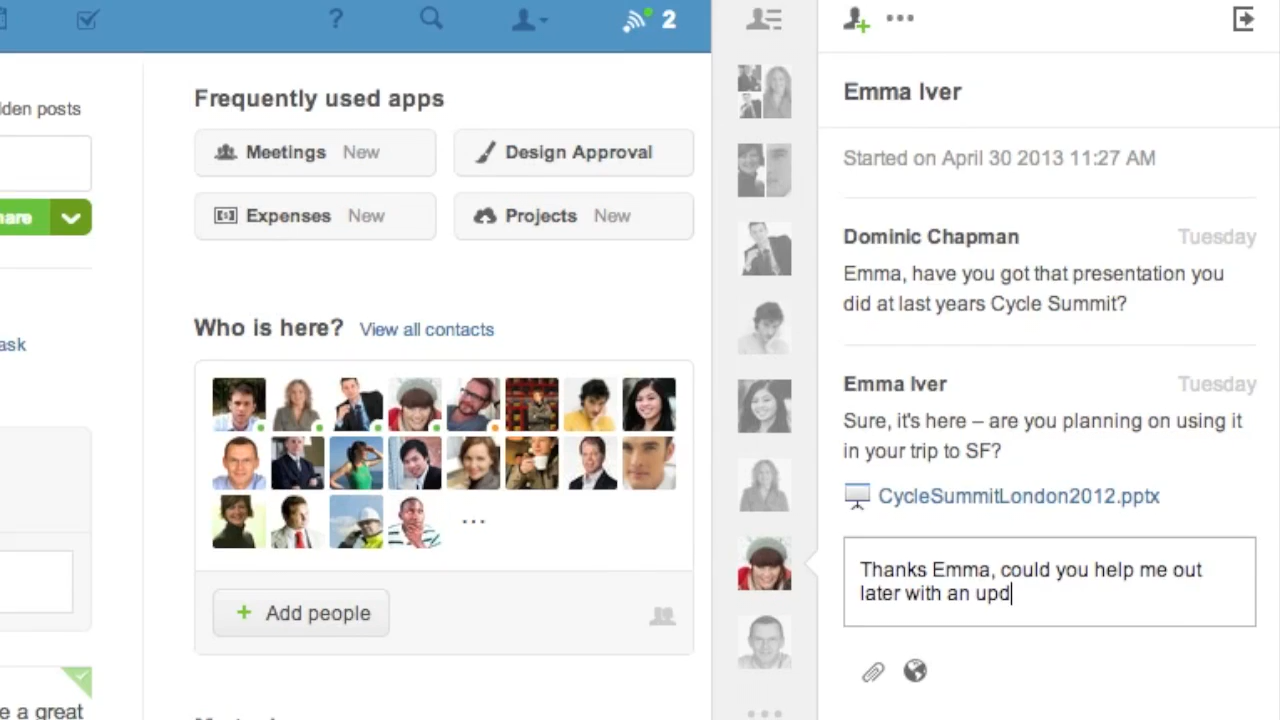 ?
2
dden posts
are
ask
e a great
Frequently used apps
Meetings New
Design Approval
Expenses New
Projects New
Who is here? View all contacts
...
+ Add people
Emma Iver
Started on April 30 2013 11:27 AM
Dominic Chapman Tuesday
Emma, have you got that presentation you
did at last years Cycle Summit?
Emma Iver Tuesday
Sure, it's here – are you planning on using it
in your trip to SF?
CycleSummitLondon2012.pptx
Thanks Emma, could you help me out
later with an upd